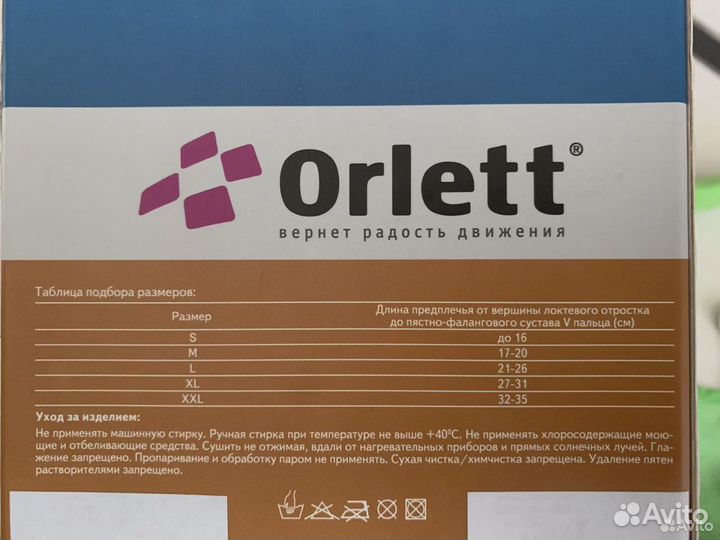 Orlett®
вернет радость движения
Таблица подбора размеров:
Размер
Длина предплечья от вершины локтевого отростка
до пястно-фалангового сустава V пальца (см)
S до 16
M 17-20
L 21-26
XL 27-31
XXL 32-35
Уход за изделием:
Не применять машинную стирку. Ручная стирка при температуре не выше +40⁰C. Не применять хлоросодержащие мою-
щие и отбеливающие средства. Сушить не отжимая, вдали от нагревательных приборов и прямых солнечных лучей. Гла-
жение запрещено. Пропаривание и обработку паром не применять. Сухая чистка/химчистка запрещена. Удаление пятен
растворителями запрещено.
Avito
avito.ru